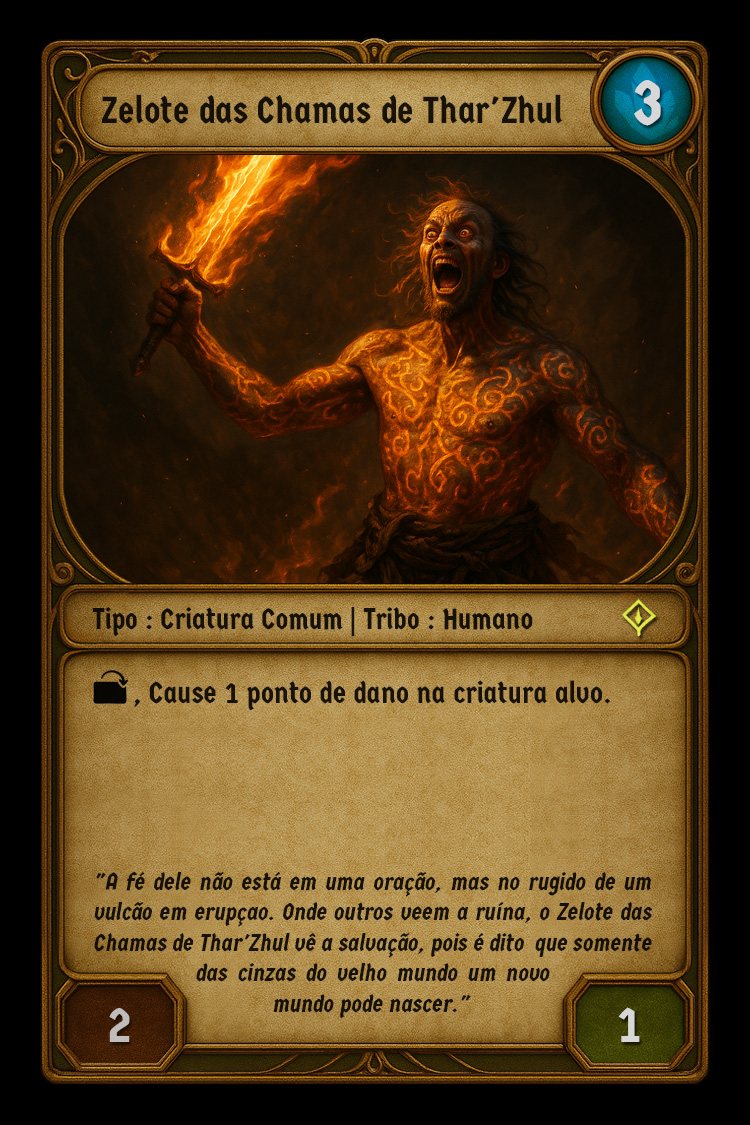 Zelote das Chamas de Thar'Zhul
3
Tipo : Criatura Comum | Tribo : Humano
, Cause 1 ponto de dano na criatura alvo.
"A fé dele não está em uma oração, mas no rugido de um
vulcão em erupçao. Onde outros veem a ruína, o Zelote das
Chamas de Thar'Zhul vê a salvação, pois é dito que somente
das cinzas do velho mundo um novo
mundo pode nascer."
2
1